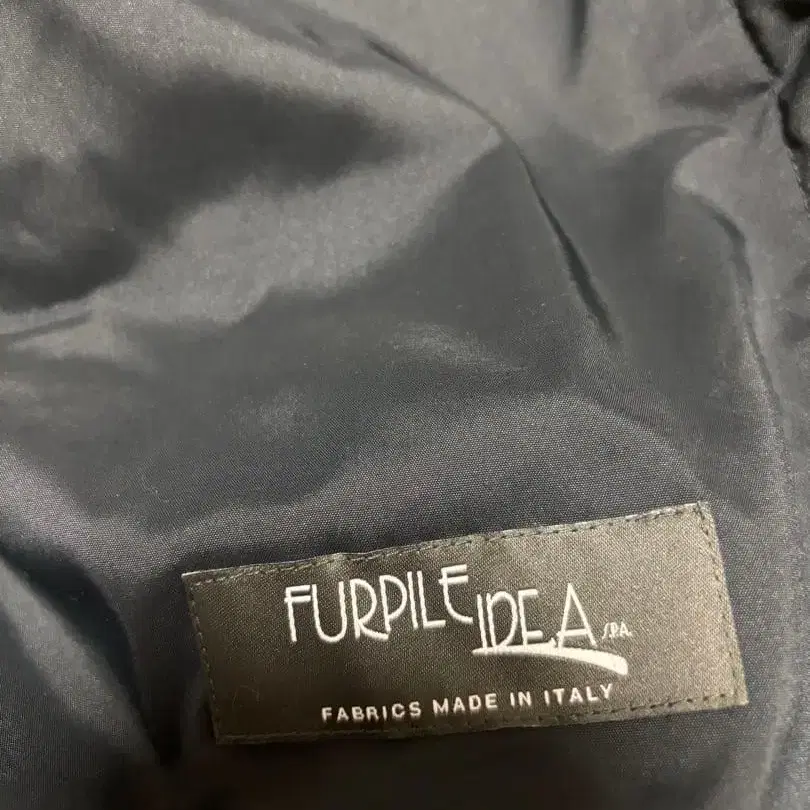 FURPILE IDEA S.P.A.
FABRICS MADE IN ITALY